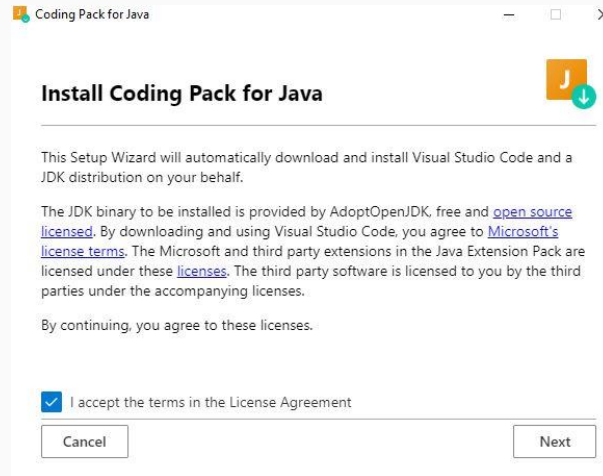 Coding Pack for Java
Install Coding Pack for Java
J
This Setup Wizard will automatically download and install Visual Studio Code and a
JDK distribution on your behalf.
The JDK binary to be installed is provided by AdoptOpenJDK, free and open source
licensed. By downloading and using Visual Studio Code, you agree to Microsoft's
license terms. The Microsoft and third party extensions in the Java Extension Pack are
licensed under these licenses. The third party software is licensed to you by the third
parties under the accompanying licenses.
By continuing, you agree to these licenses.
I accept the terms in the License Agreement
Cancel
Next